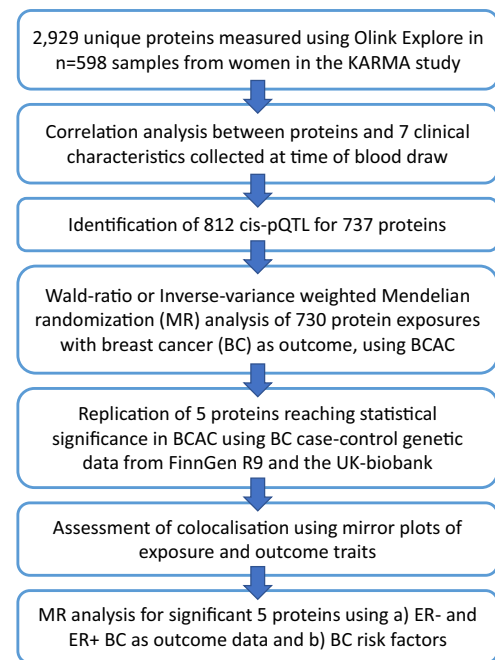 2,929 unique proteins measured using Olink Explore in
n=598 samples from women in the KARMA study
Correlation analysis between proteins and 7 clinical
characteristics collected at time of blood draw
Identification of 812 cis-pQTL for 737 proteins
Wald-ratio or Inverse-variance weighted Mendelian
randomization (MR) analysis of 730 protein exposures
with breast cancer (BC) as outcome, using BCAC
Replication of 5 proteins reaching statistical
significance in BCAC using BC case-control genetic
data from FinnGen R9 and the UK-biobank
Assessment of colocalisation using mirror plots of
exposure and outcome traits
MR analysis for significant 5 proteins using a) ER- and
ER+ BC as outcome data and b) BC risk factors